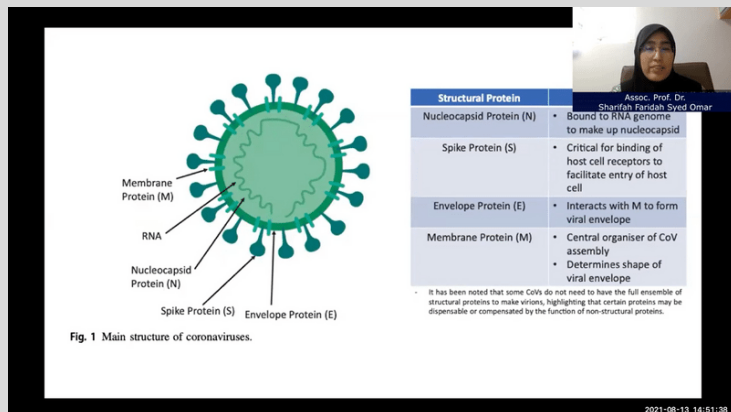 Assoc. Prof. Dr.
Sharifah Faridah Syed Omar
Membrane
Protein (M)
RNA
Nucleocapsid
Protein (N)
Spike Protein (S)
Envelope Protein (E)
Fig. 1 Main structure of coronaviruses.
Structural Protein
Nucleocapsid Protein (N)
• Bound to RNA genome
to make up nucleocapsid
Spike Protein (S)
• Critical for binding of
host cell receptors to
facilitate entry of host
cell
Envelope Protein (E)
• Interacts with M to form
viral envelope
Membrane Protein (M)
• Central organiser of CoV
assembly
• Determines shape of
viral envelope
- It has been noted that some CoVs do not need to have the full ensemble of
structural proteins to make virions, highlighting that certain proteins may be
dispensable or compensated by the function of non-structural proteins.
2021-08-13 14:51:38